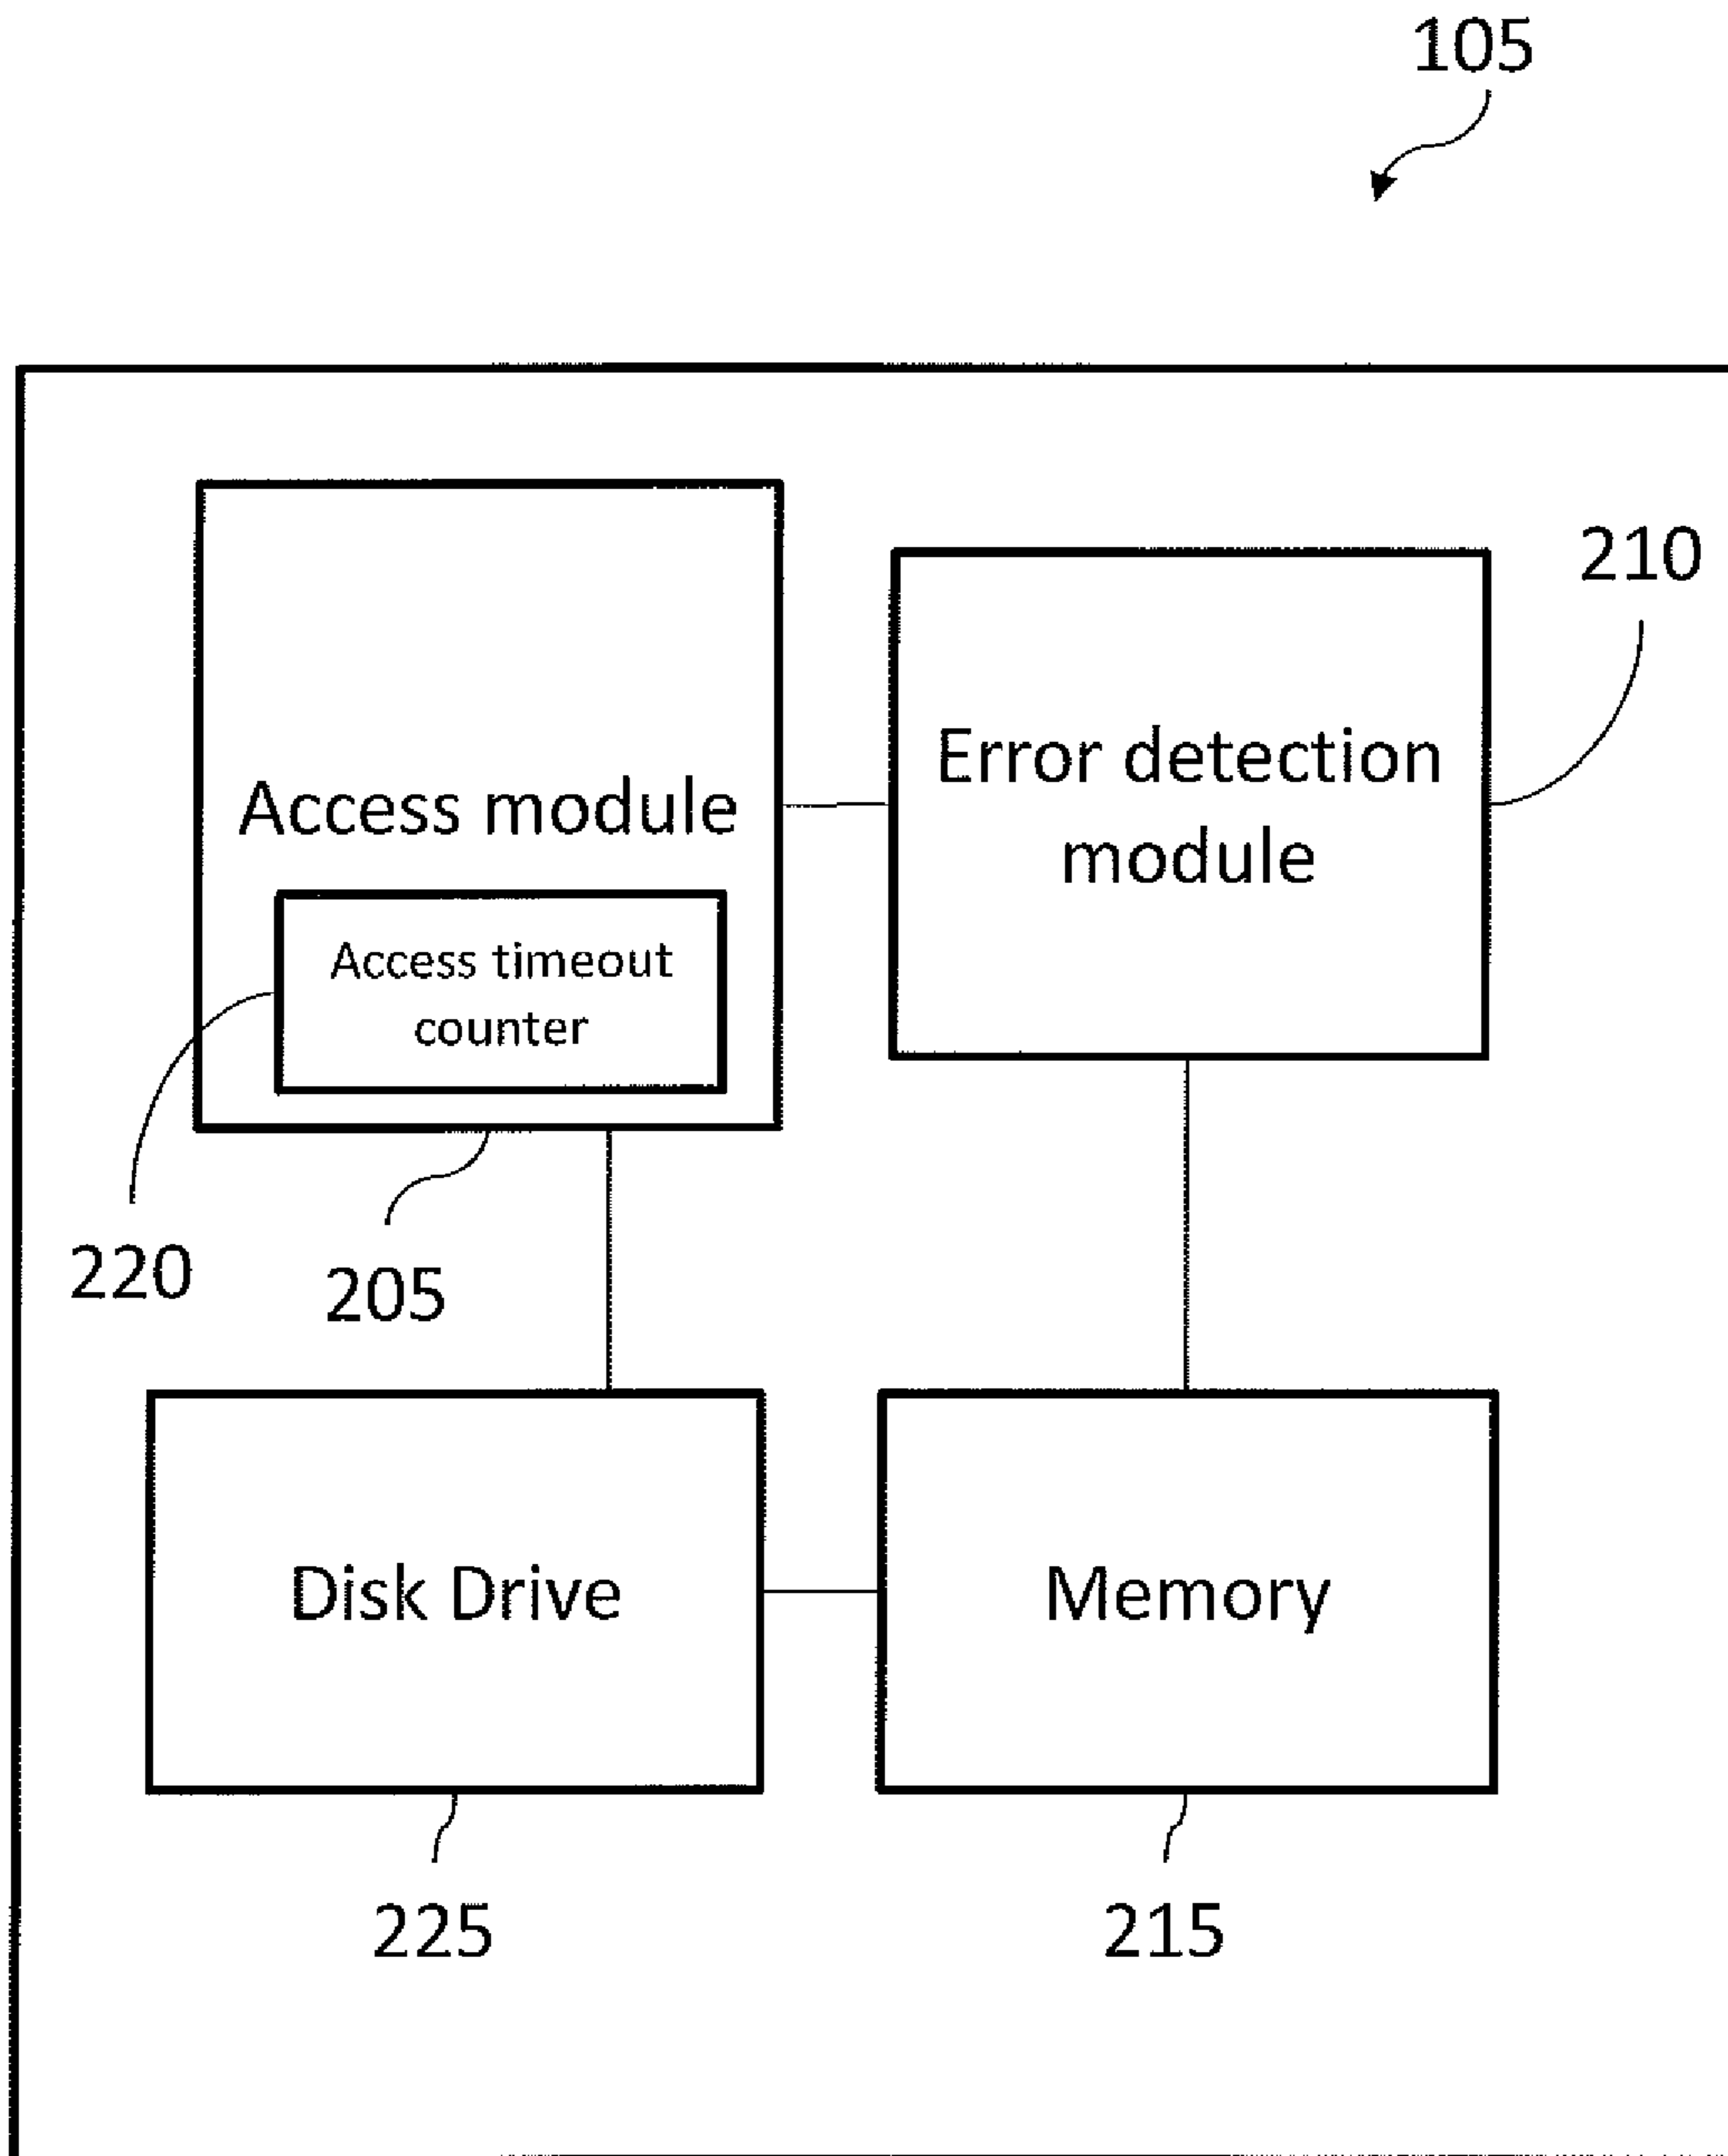 105
210
Error detection
module
Access module
Access timeout
counter
220
205
Disk Drive
Memory
225
215